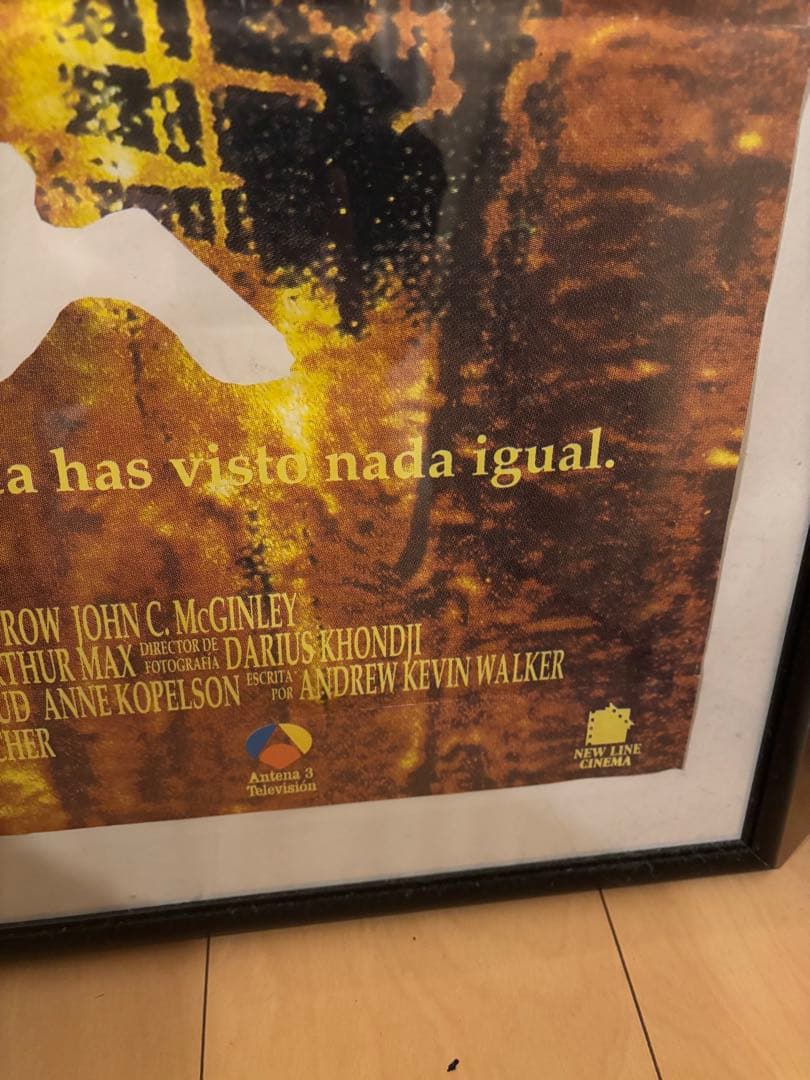 a has visto nada igual.
ROW JOHN C. McGINLEY
RTHUR MAX DIRECTOR DE FOTOGRAFÍA DARIUS KHONDJI
UD ANNE KOPELSON ESCRITA POR ANDREW KEVIN WALKER
CHER
Antena 3
Televisión
NEW LINE
CINEMA